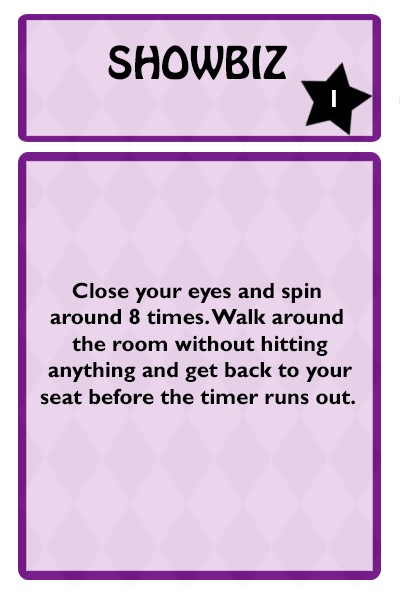 SHOWBIZ
1
Close your eyes and spin
around 8 times. Walk around
the room without hitting
anything and get back to your
seat before the timer runs out.